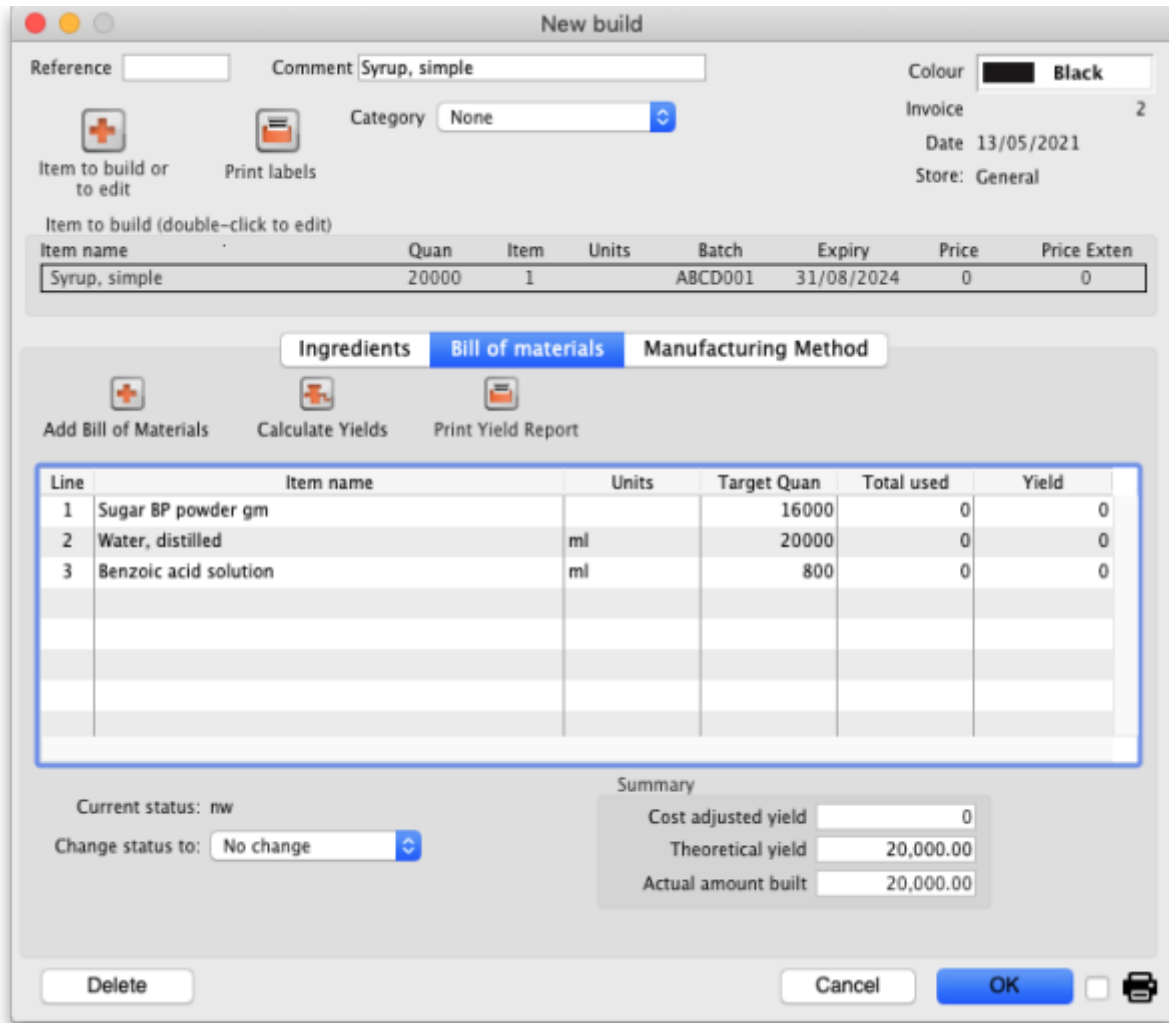 New build
Reference Comment Syrup, simple Colour Black
Category None Invoice 2
Date 13/05/2021
Item to build or to edit Print labels Store: General
Item to build (double-click to edit)
Item name Quan Item Units Batch Expiry Price Price Exten
Syrup, simple 20000 1 ABCD001 31/08/2024 0 0
Ingredients Bill of materials Manufacturing Method
Add Bill of Materials Calculate Yields Print Yield Report
Line Item name Units Target Quan Total used Yield
1 Sugar BP powder gm 16000 0 0
2 Water, distilled ml 20000 0 0
3 Benzoic acid solution ml 800 0 0
Summary
Current status: nw Cost adjusted yield 0
Change status to: No change Theoretical yield 20,000.00
Actual amount built 20,000.00
Delete Cancel OK